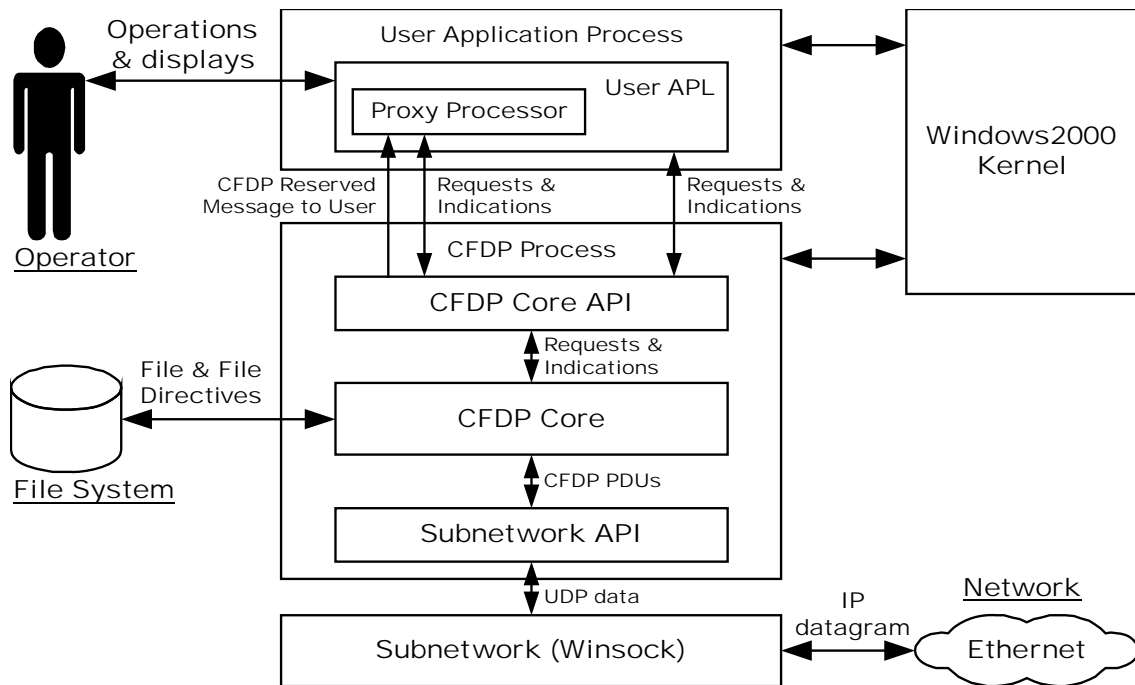 Operations
& displays
User Application Process
User APL
Proxy Processor
Windows2000
Kernel
CFDP Reserved
Message to User
Requests &
Indications
Requests &
Indications
Operator
CFDP Process
CFDP Core API
Requests &
Indications
File & File
Directives
CFDP Core
File System
CFDP PDUs
Subnetwork API
UDP data
Subnetwork (Winsock)
IP
datagram
Network
Ethernet